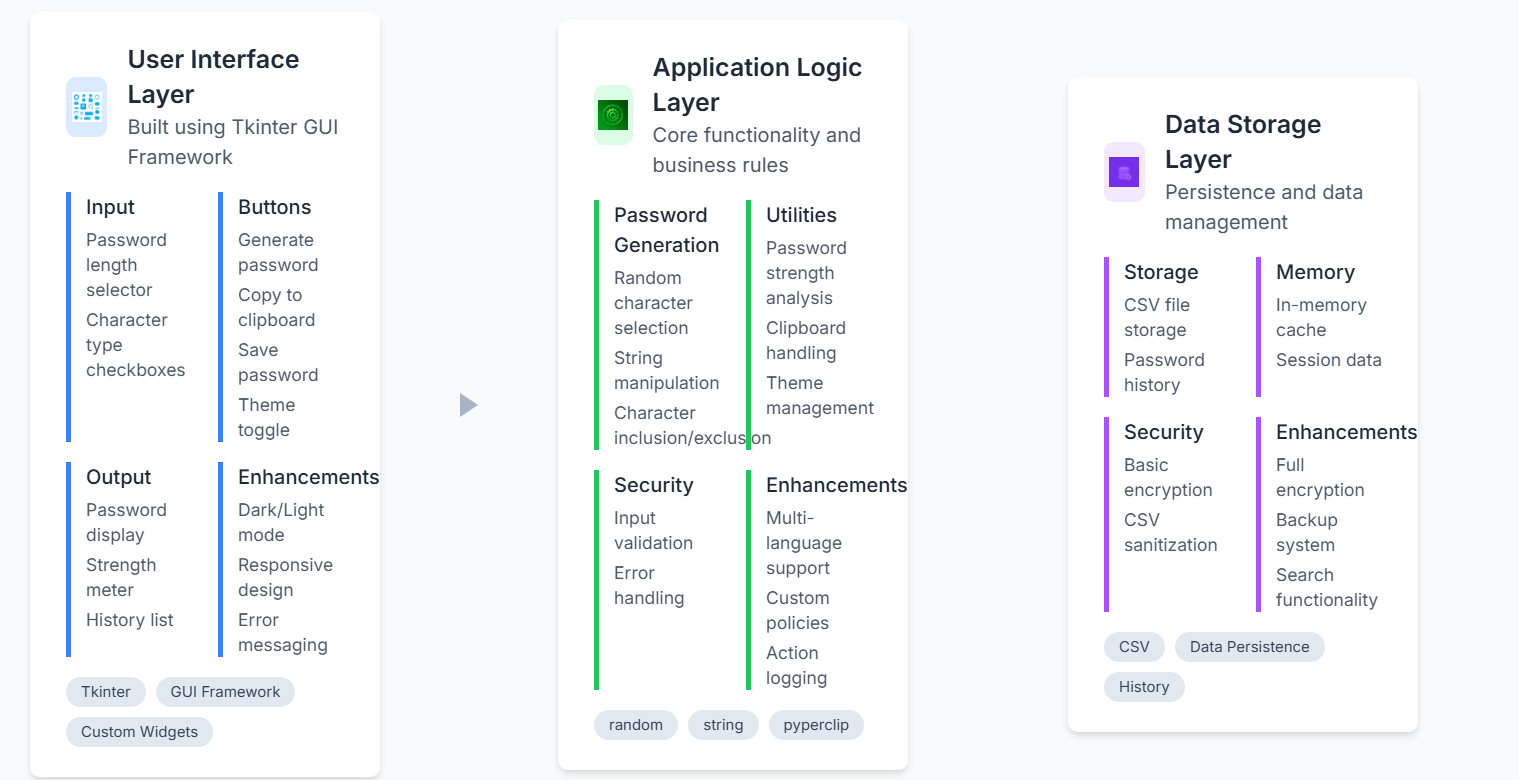 User Interface
Layer
Built using Tkinter GUI
Framework
Input
Password
length
selector
Character
type
checkboxes
Buttons
Generate
password
Copy to
clipboard
Save
password
Theme
toggle
Output
Password
display
Strength
meter
History list
Enhancements
Dark/Light
mode
Responsive
design
Error
messaging
Tkinter
GUI Framework
Custom Widgets
Application Logic
Layer
Core functionality and
business rules
Password
Generation
Random
character
selection
String
manipulation
Character
inclusion/exclusion
Utilities
Password
strength
analysis
Clipboard
handling
Theme
management
Security
Input
validation
Error
handling
Enhancements
Multi-
language
support
Custom
policies
Action
logging
random
string
pyperclip
Data Storage
Layer
Persistence and data
management
Storage
CSV file
storage
Password
history
Memory
In-memory
cache
Session data
Security
Basic
encryption
CSV
sanitization
Enhancements
Full
encryption
Backup
system
Search
functionality
CSV
Data Persistence
History